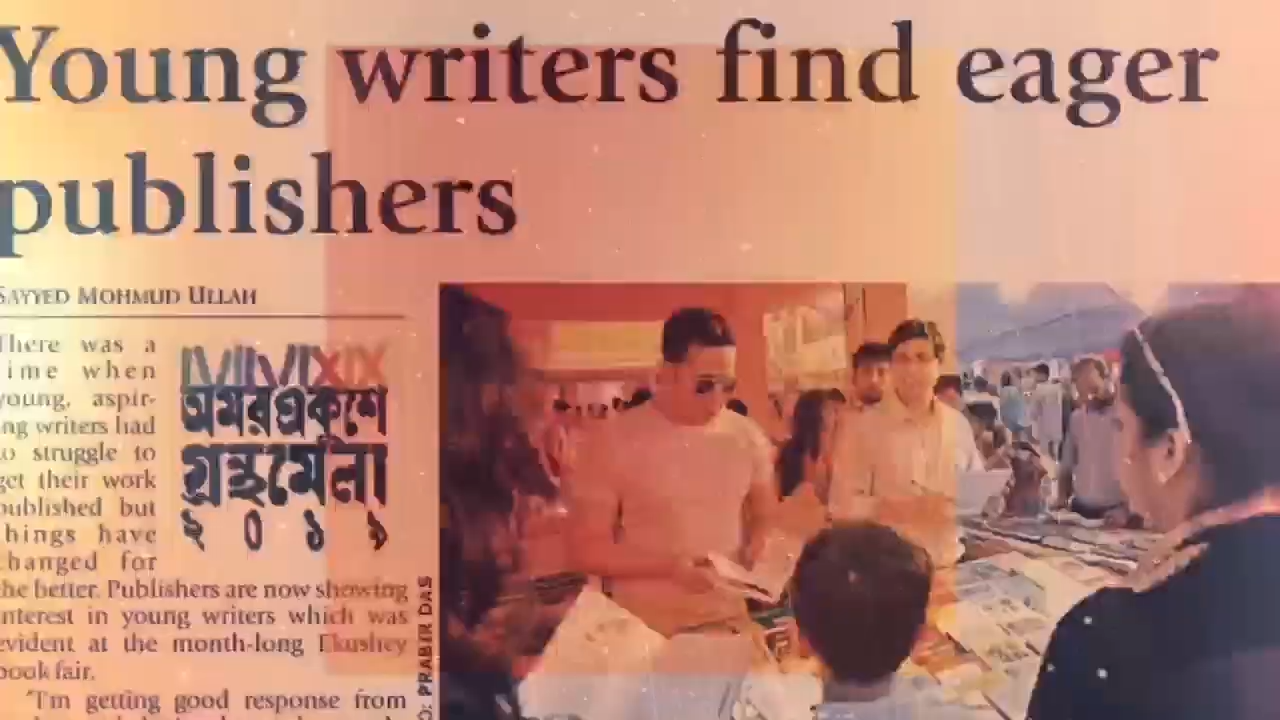 Young writers find eager
publishers
SAYYED MOHMUD ULLAH
There was a
time when
young, aspir-
ing writers had
to struggle to
get their work
published but
things have
changed for
the better. Publishers are now showing
interest in young writers which was
evident at the month-long Ekushey
book fair.
"I'm getting good response from
অমর একুশে
গ্রন্থমেলা
২০১৯
PRABIR DAS